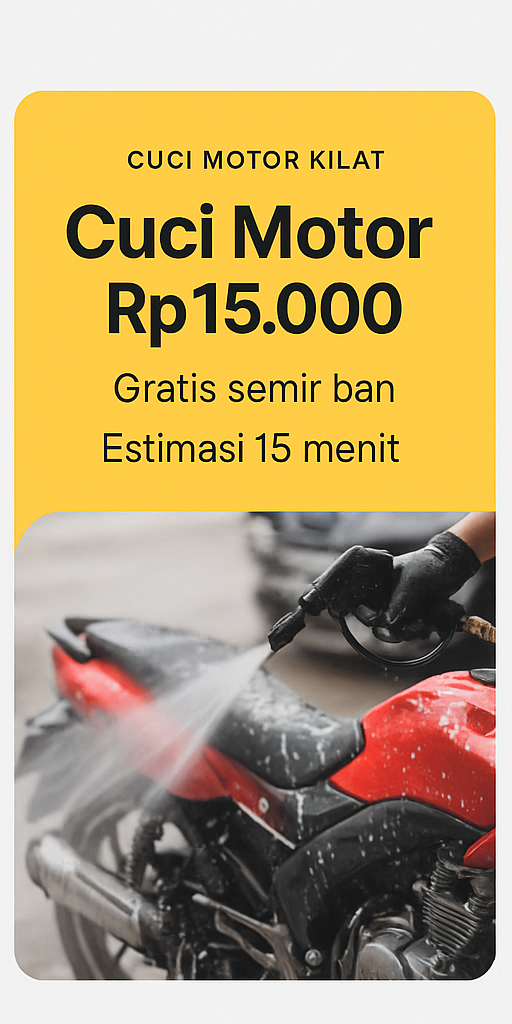 CUCI MOTOR KILAT
Cuci Motor
Rp15.000
Gratis semir ban
Estimasi 15 menit